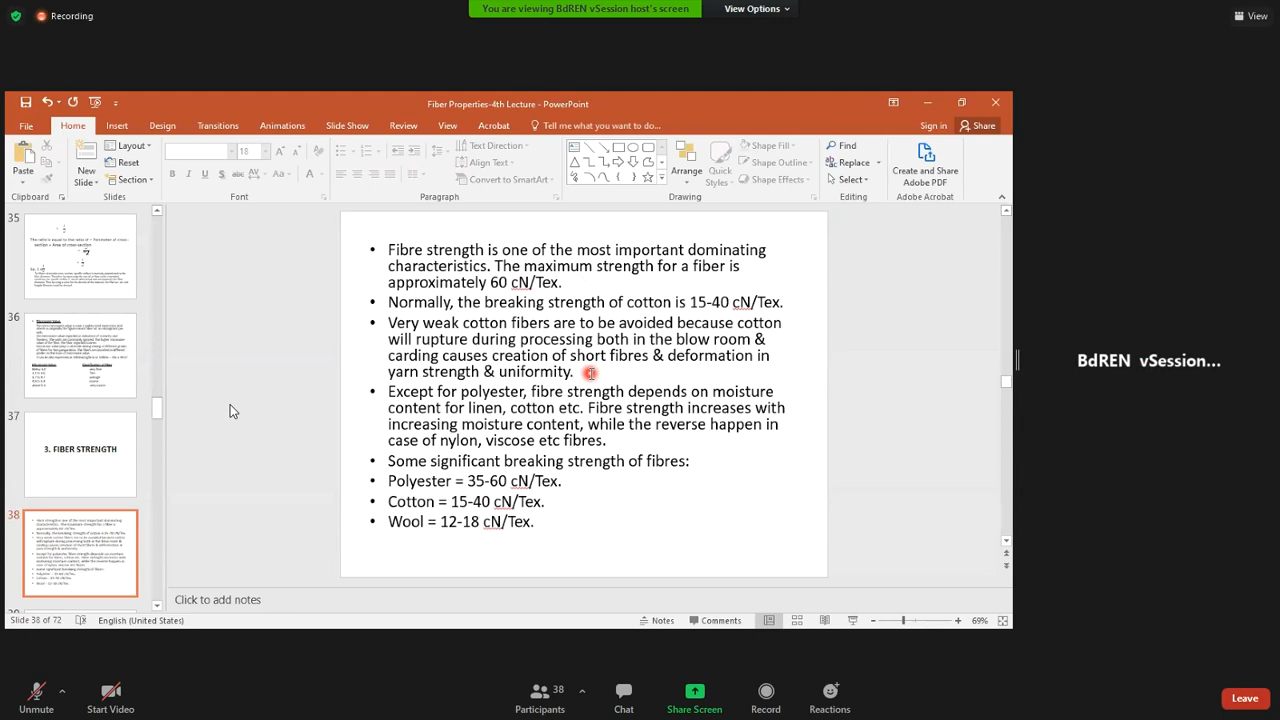 Recording
You are viewing BdREN vSession host's screen
View Options
View
Fiber Properties-4th Lecture - PowerPoint
File
Home
Insert
Design
Transitions
Animations
Slide Show
Review
View
Acrobat
Tell me what you want to do...
Sign in
Share
Paste
New
Slide
Layout
Reset
Section
18
B I U S abc AV Aa A
Text Direction
Align Text
Convert to SmartArt
Arrange
Quick
Styles
Shape Fill
Shape Outline
Shape Effects
Find
Replace
Select
Create and Share
Adobe PDF
Clipboard
Slides
Font
Paragraph
Drawing
Editing
Adobe Acrobat
35
36
37
3. FIBER STRENGTH
38
• Fibre strength is one of the most important dominating
characteristics. The maximum strength for a fiber is
approximately 60 cN/Tex.
• Normally, the breaking strength of cotton is 15-40 cN/Tex.
• Very weak cotton fibers are to be avoided because cotton
will rupture during processing both in the blow room &
carding causes creation of short fibres & deformation in
yarn strength & uniformity.
• Except for polyester, fibre strength depends on moisture
content for linen, cotton etc. Fibre strength increases with
increasing moisture content, while the reverse happen in
case of nylon, viscose etc fibres.
• Some significant breaking strength of fibres:
• Polyester = 35-60 cN/Tex.
• Cotton = 15-40 cN/Tex.
• Wool = 12-18 cN/Tex.
BdREN vSession...
Click to add notes
Slide 38 of 72
English (United States)
Notes
Comments
69%
Unmute
Start Video
38
Participants
Chat
Share Screen
Record
Reactions
Leave